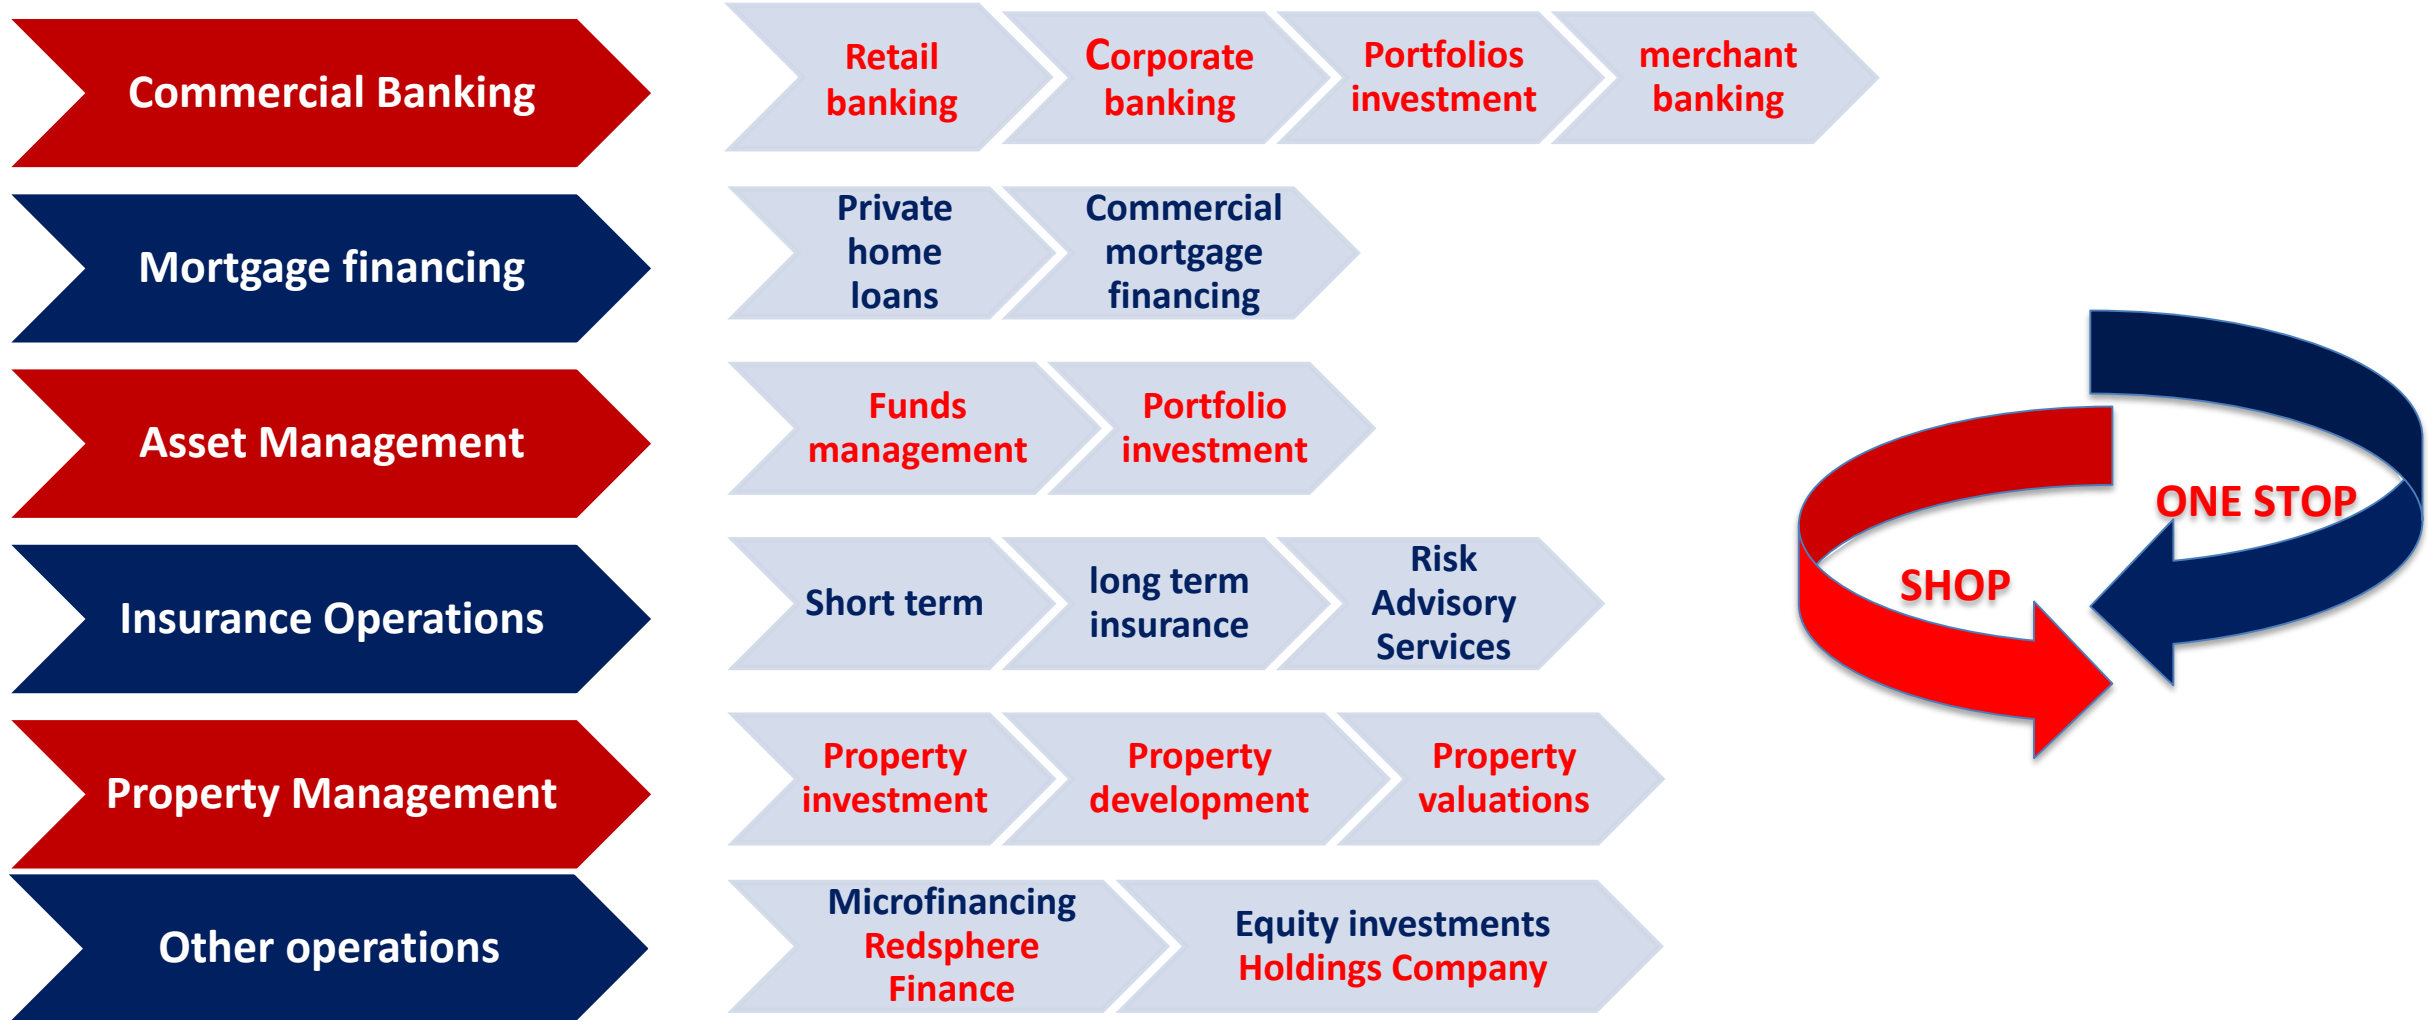 Commercial Banking
Retail
banking
Corporate
banking
Portfolios
investment
merchant
banking
Mortgage financing
Private
home
loans
Commercial
mortgage
financing
Asset Management
Funds
management
Portfolio
investment
Insurance Operations
Short term
long term
insurance
Risk
Advisory
Services
Property Management
Property
investment
Property
development
Property
valuations
Other operations
Microfinancing
Redsphere
Finance
Equity investments
Holdings Company
ONE STOP
SHOP